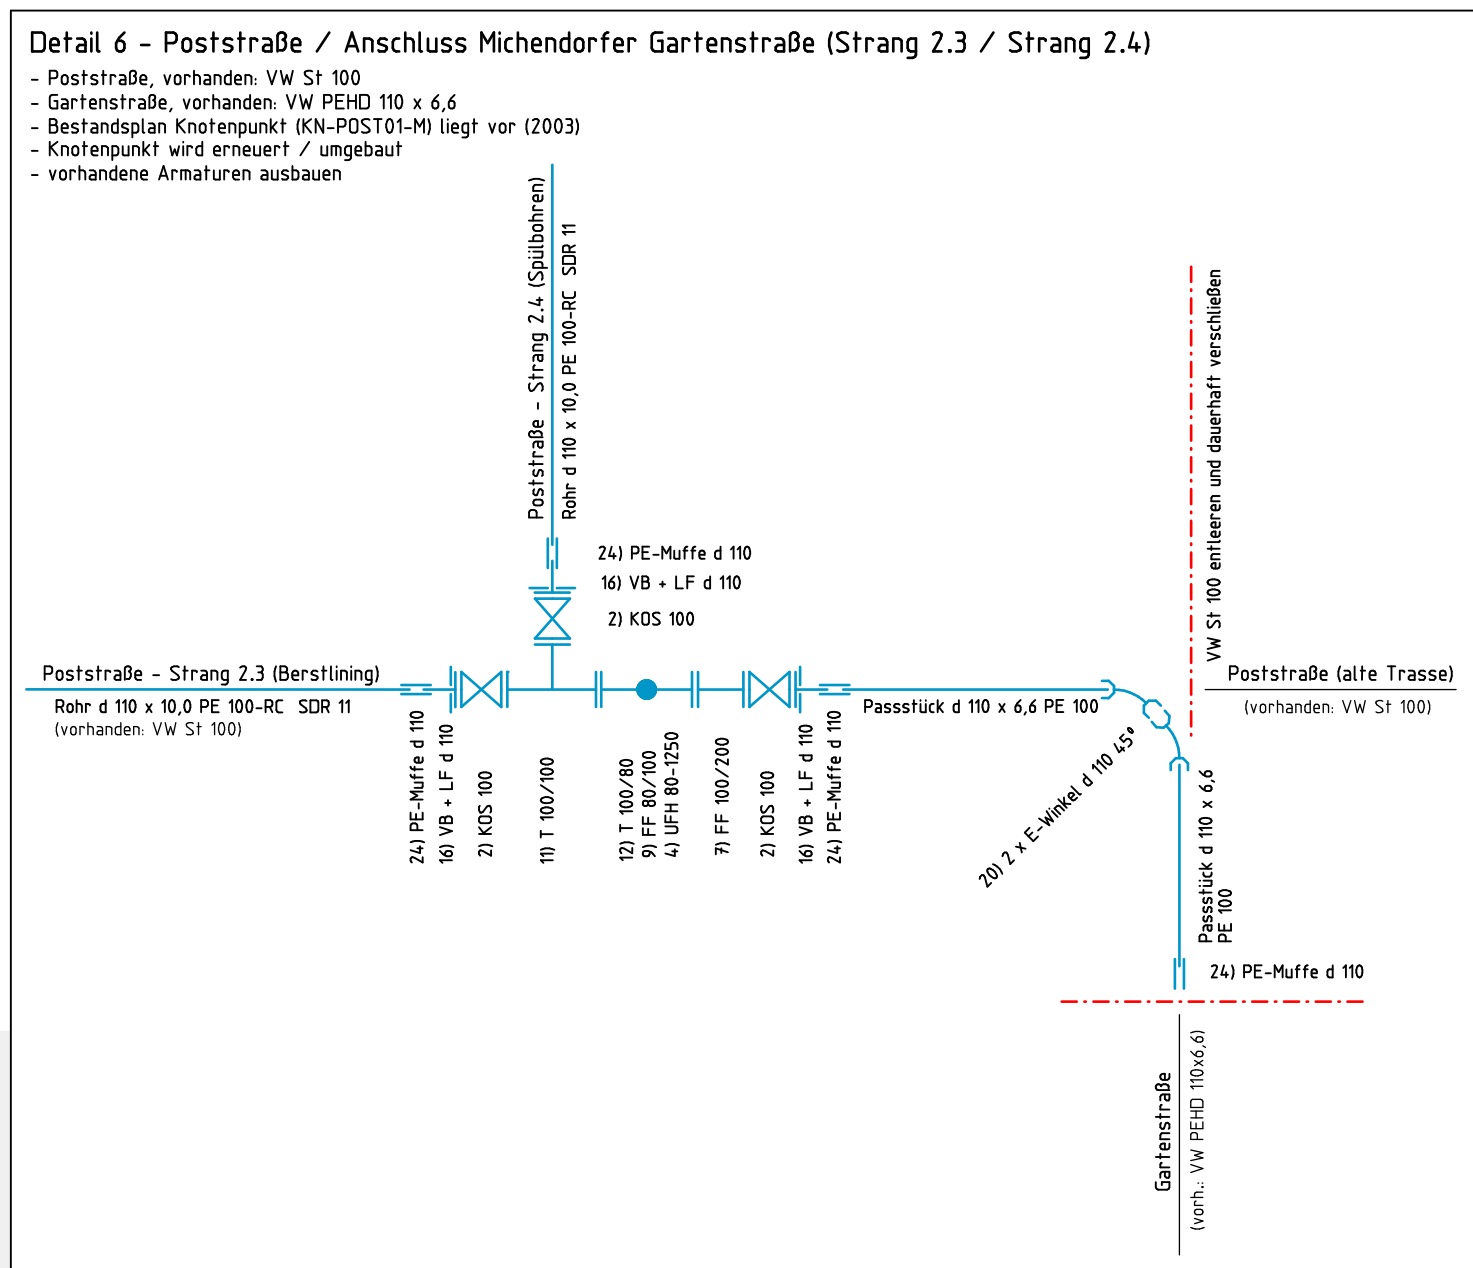 Detail 6 - Poststraße / Anschluss Michendorfer Gartenstraße (Strang 2.3 / Strang 2.4)
- Poststraße, vorhanden: VW St 100
- Gartenstraße, vorhanden: VW PEHD 110 x 6,6
- Bestandsplan Knotenpunkt (KN-POST01-M) liegt vor (2003)
- Knotenpunkt wird erneuert / umgebaut
- vorhandene Armaturen ausbauen
Poststraße - Strang 2.4 (Spülbohren)
Rohr d 110 x 10,0 PE 100-RC SDR 11
24) PE-Muffe d 110
16) VB + LF d 110
2) KOS 100
VW St 100 entleeren und dauerhaft verschließen
Poststraße - Strang 2.3 (Berstlining)
Rohr d 110 x 10,0 PE 100-RC SDR 11
(vorhanden: VW St 100)
24) PE-Muffe d 110
16) VB + LF d 110
2) KOS 100
11) T 100/100
12) T 100/80
9) FF 80/100
4) UFH 80-1250
7) FF 100/200
2) KOS 100
16) VB + LF d 110
24) PE-Muffe d 110
Passstück d 110 x 6,6 PE 100
20) 2 x E-Winkel d 110 45°
Poststraße (alte Trasse)
(vorhanden: VW St 100)
Passstück d 110 x 6,6
PE 100
24) PE-Muffe d 110
Gartenstraße
(vorh.: VW PEHD 110x6,6)